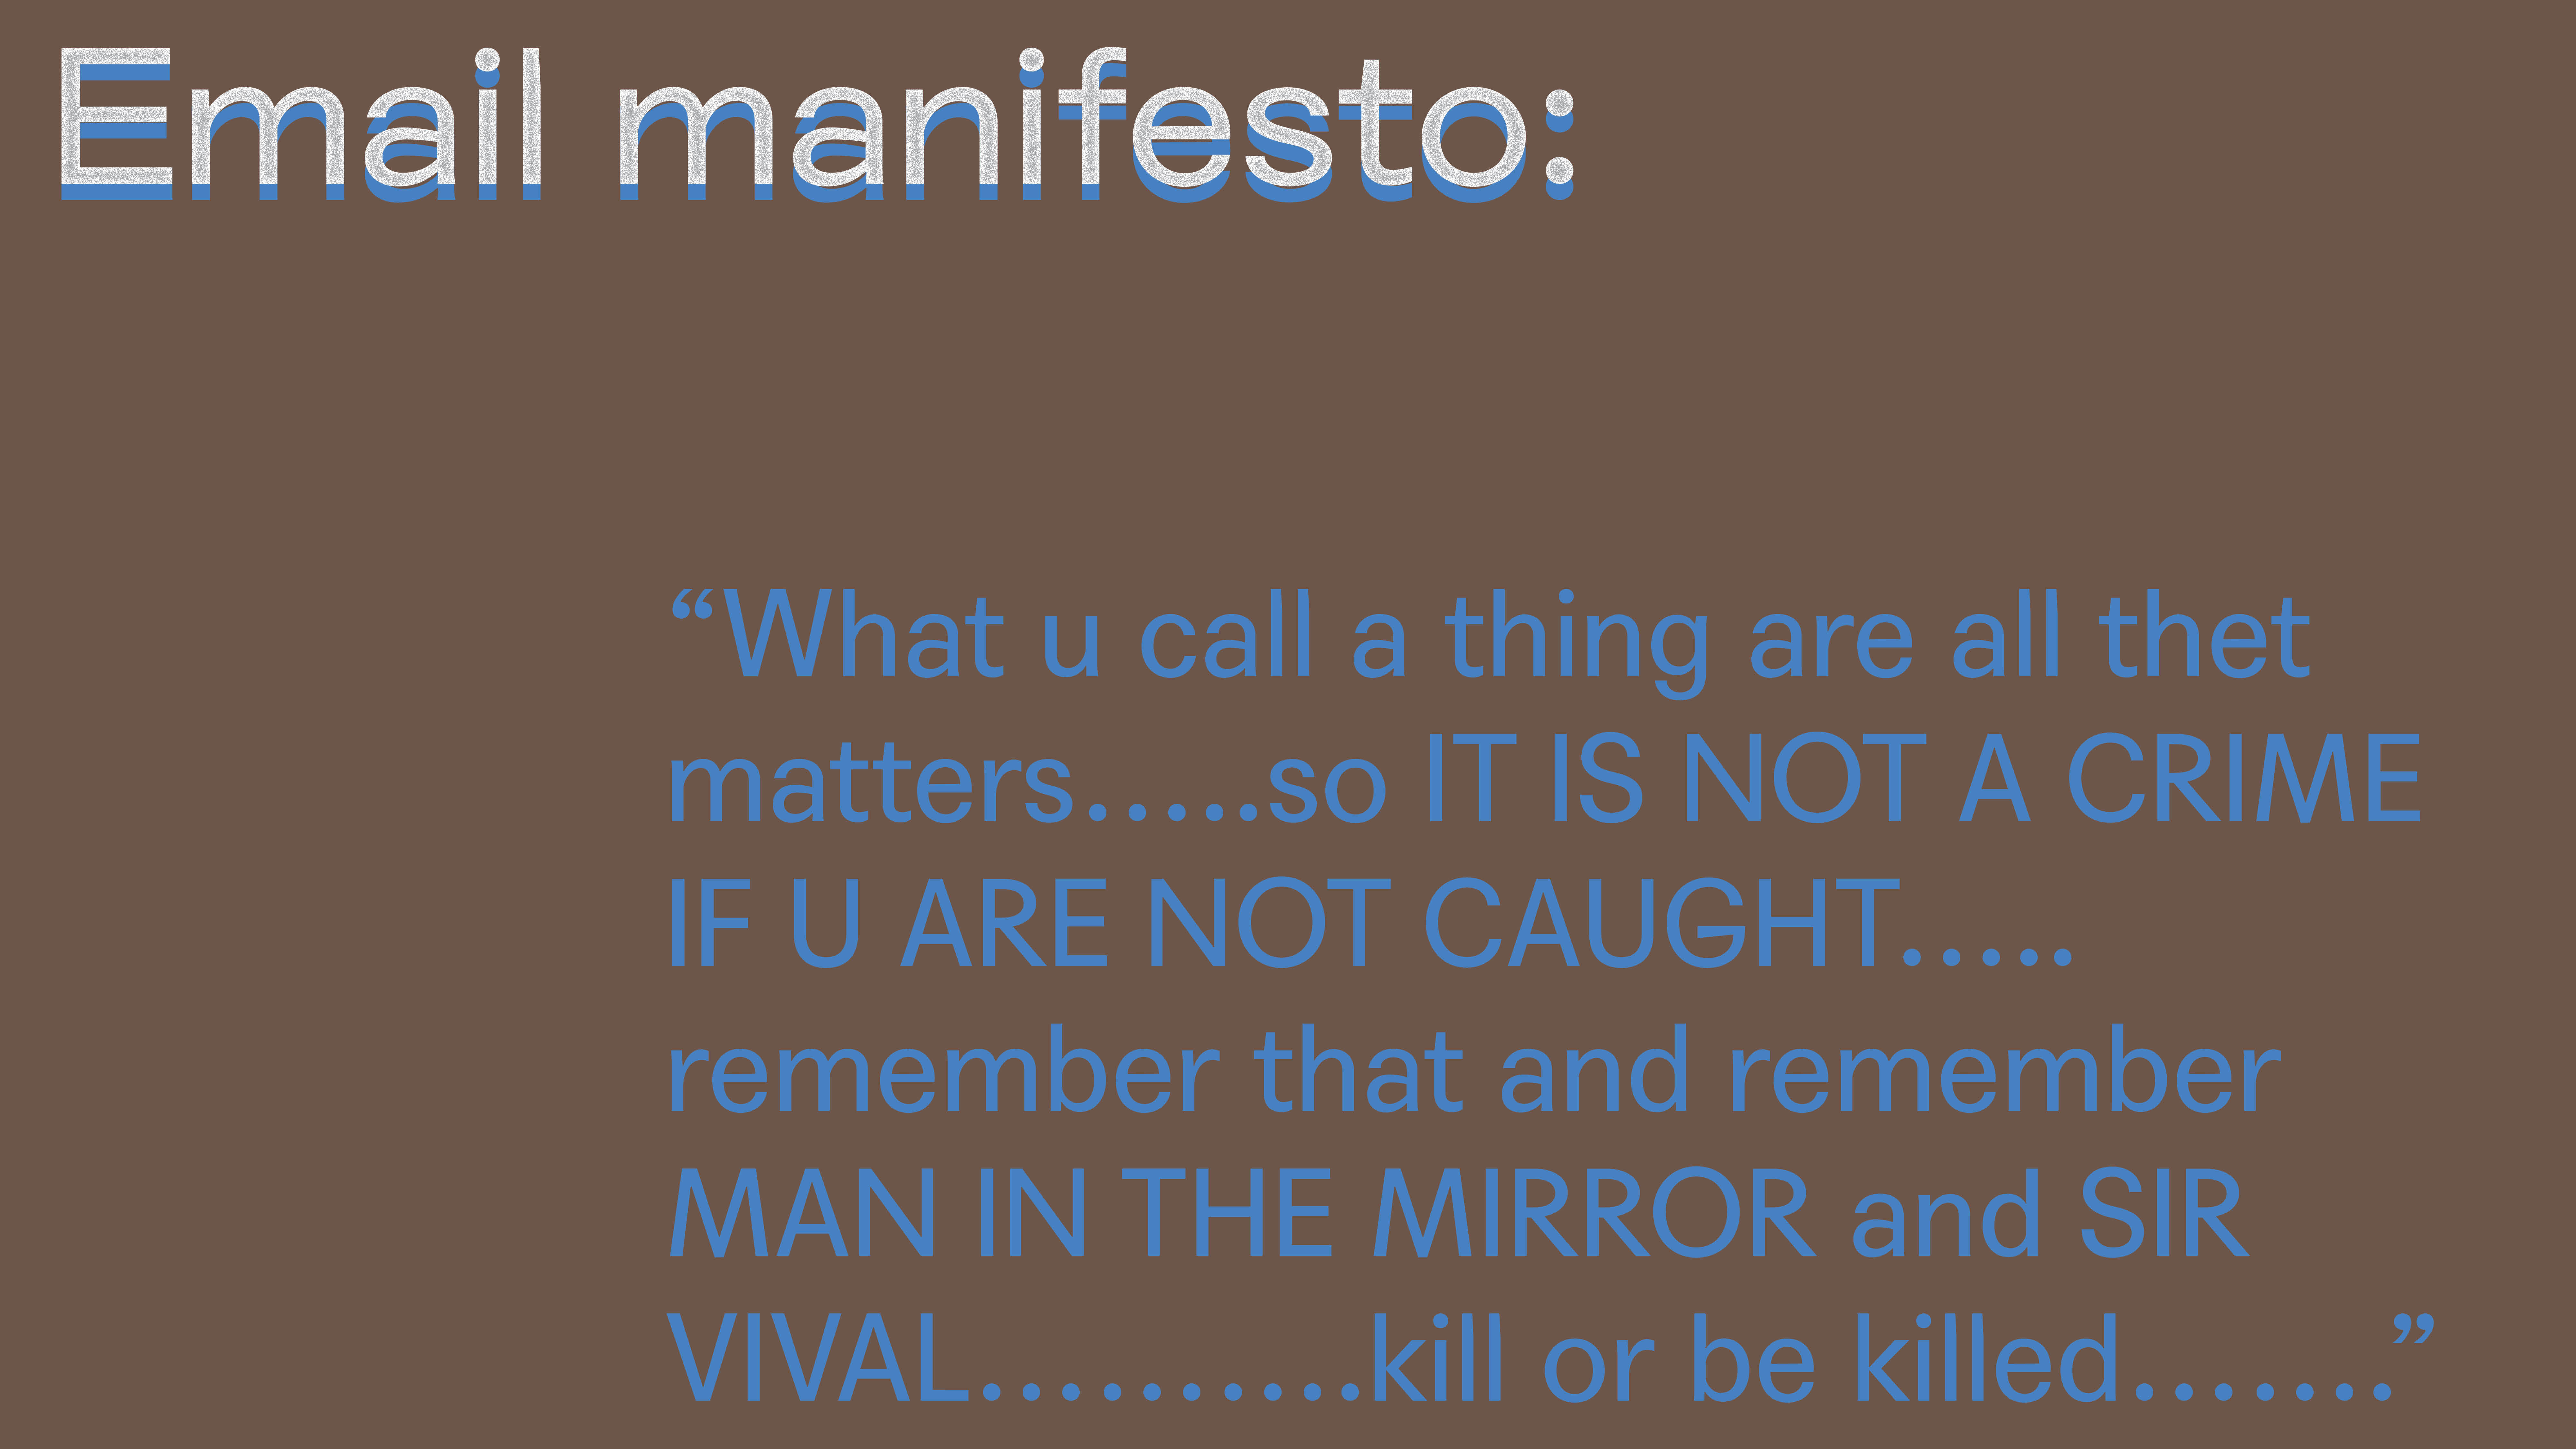 Email manifesto:
“What u call a thing are all thet
matters.....so IT IS NOT A CRIME
IF U ARE NOT CAUGHT.....
remember that and remember
MAN IN THE MIRROR and SIR
VIVAL..........kill or be killed.......”